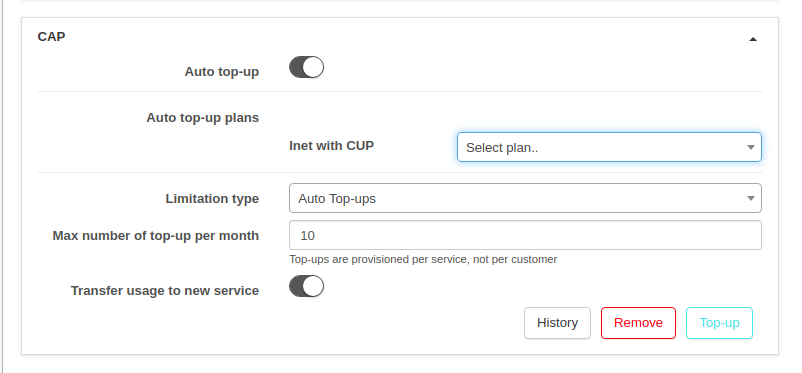 CAP
Auto top-up
Auto top-up plans
Inet with CUP
Select plan..
Limitation type
Auto Top-ups
Max number of top-up per month
10
Top-ups are provisioned per service, not per customer
Transfer usage to new service
History
Remove
Top-up